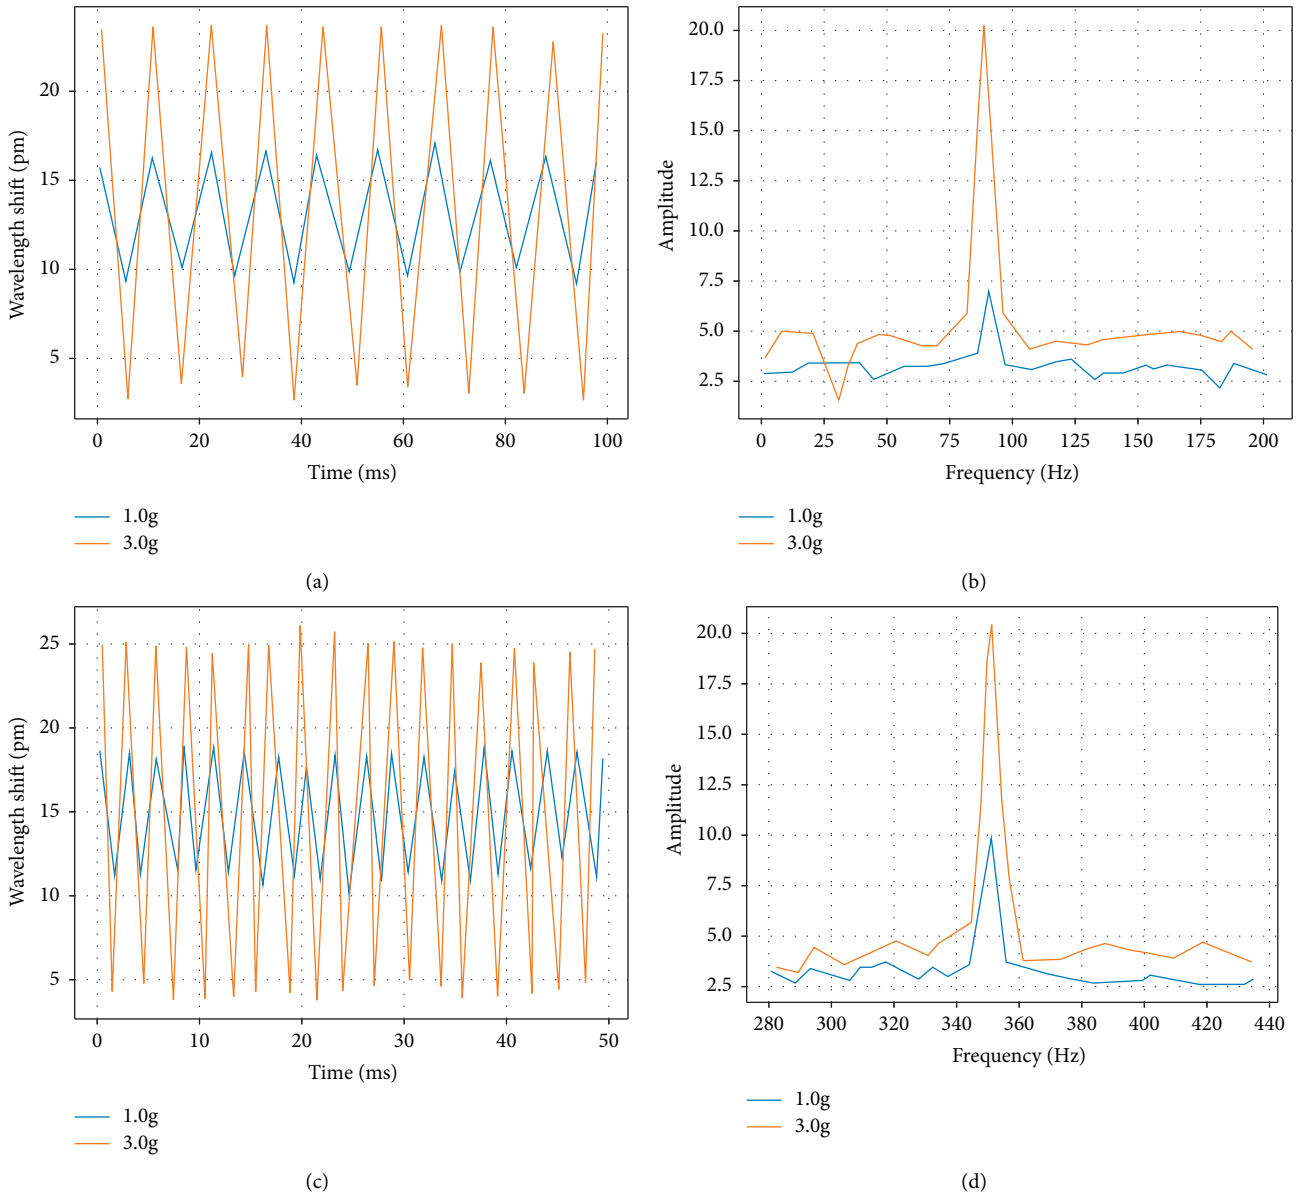 20
15
10
5
Wavelength shift (pm)
0 20 40 60 80 100
Time (ms)
1.0g
3.0g
(a)
20.0
17.5
15.0
12.5
10.0
7.5
5.0
2.5
Amplitude
0 25 50 75 100 125 150 175 200
Frequency (Hz)
1.0g
3.0g
(b)
25
20
15
10
5
Wavelength shift (pm)
0 10 20 30 40 50
Time (ms)
1.0g
3.0g
(c)
20.0
17.5
15.0
12.5
10.0
7.5
5.0
2.5
Amplitude
280 300 320 340 360 380 400 420 440
Frequency (Hz)
1.0g
3.0g
(d)